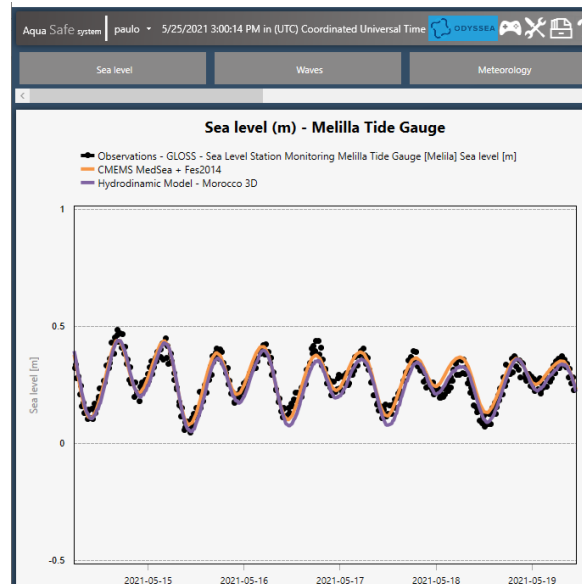 Aqua Safe system paulo 5/25/2021 3:00:14 PM in (UTC) Coordinated Universal Time ODYSSEA
Sea level Waves Meteorology
Sea level (m) - Melilla Tide Gauge
Observations - GLOSS - Sea Level Station Monitoring Melilla Tide Gauge [Melila] Sea level [m]
CMEMS MedSea + Fes2014
Hydrodinamic Model - Morocco 3D
1
0.5
Sea level [m]
0
-0.5
2021-05-15 2021-05-16 2021-05-17 2021-05-18 2021-05-19